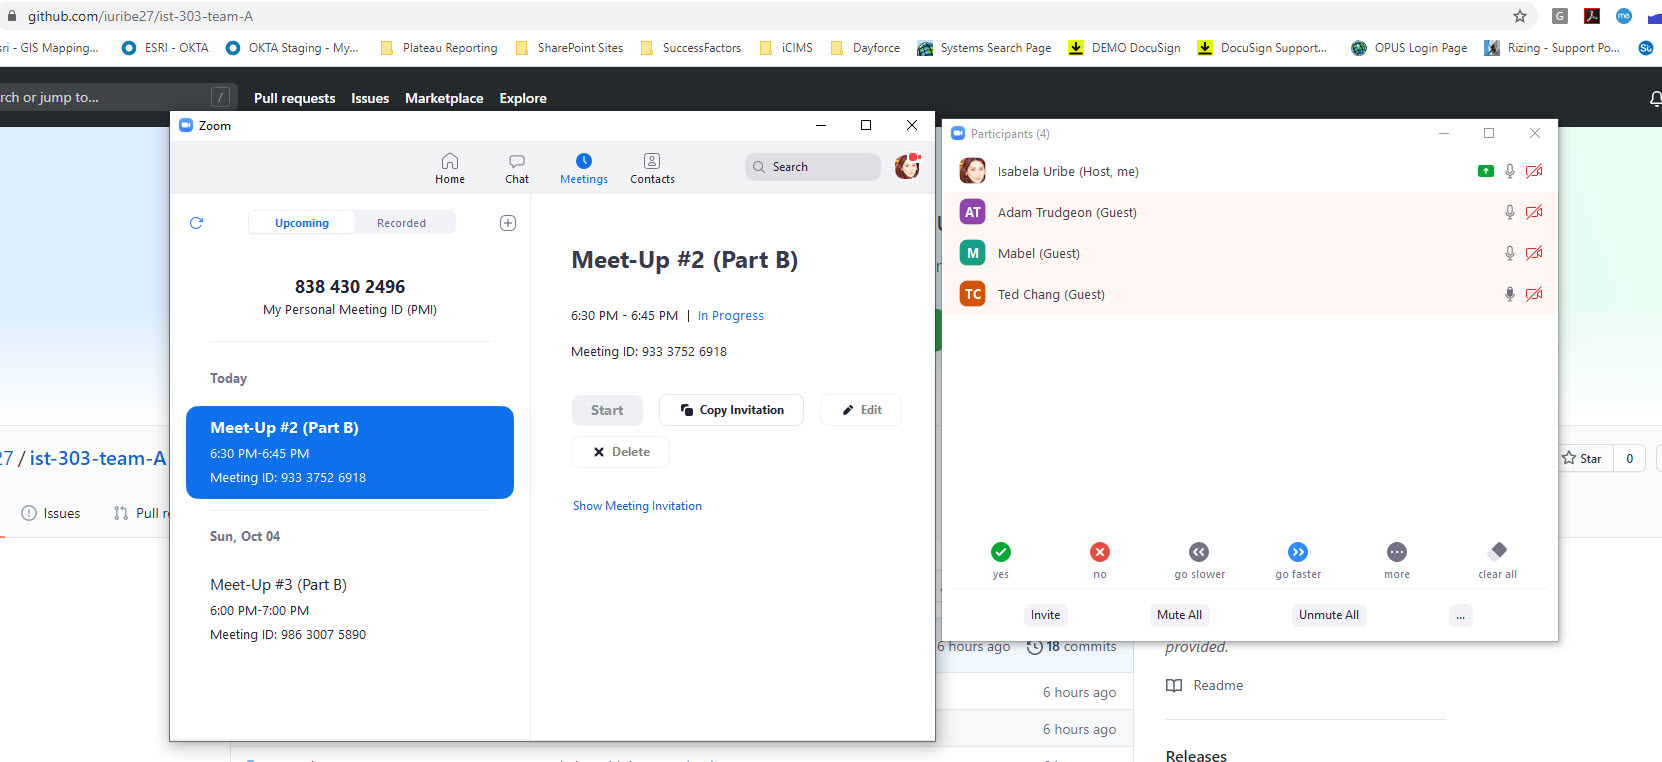 github.com/iuribe27/ist-303-team-A
sri - GIS Mapping... ESRI - OKTA OKTA Staging - My... Plateau Reporting SharePoint Sites SuccessFactors iCIMS Dayforce Systems Search Page DEMO DocuSign DocuSign Support... OPUS Login Page Rizing - Support Po...
rch or jump to... / Pull requests Issues Marketplace Explore
Zoom
Home Chat Meetings Contacts Search
Upcoming Recorded
838 430 2496
My Personal Meeting ID (PMI)
Today
Meet-Up #2 (Part B)
6:30 PM-6:45 PM
Meeting ID: 933 3752 6918
Sun, Oct 04
Meet-Up #3 (Part B)
6:00 PM-7:00 PM
Meeting ID: 986 3007 5890
Meet-Up #2 (Part B)
6:30 PM - 6:45 PM | In Progress
Meeting ID: 933 3752 6918
Start Copy Invitation Edit
Delete
Show Meeting Invitation
Participants (4)
Isabela Uribe (Host, me)
AT Adam Trudgeon (Guest)
M Mabel (Guest)
TC Ted Chang (Guest)
yes no go slower go faster more clear all
Invite Mute All Unmute All ...
27 / ist-303-team-A
Star 0
Issues Pull r
6 hours ago 18 commits
6 hours ago
6 hours ago
provided.
Readme
Releases